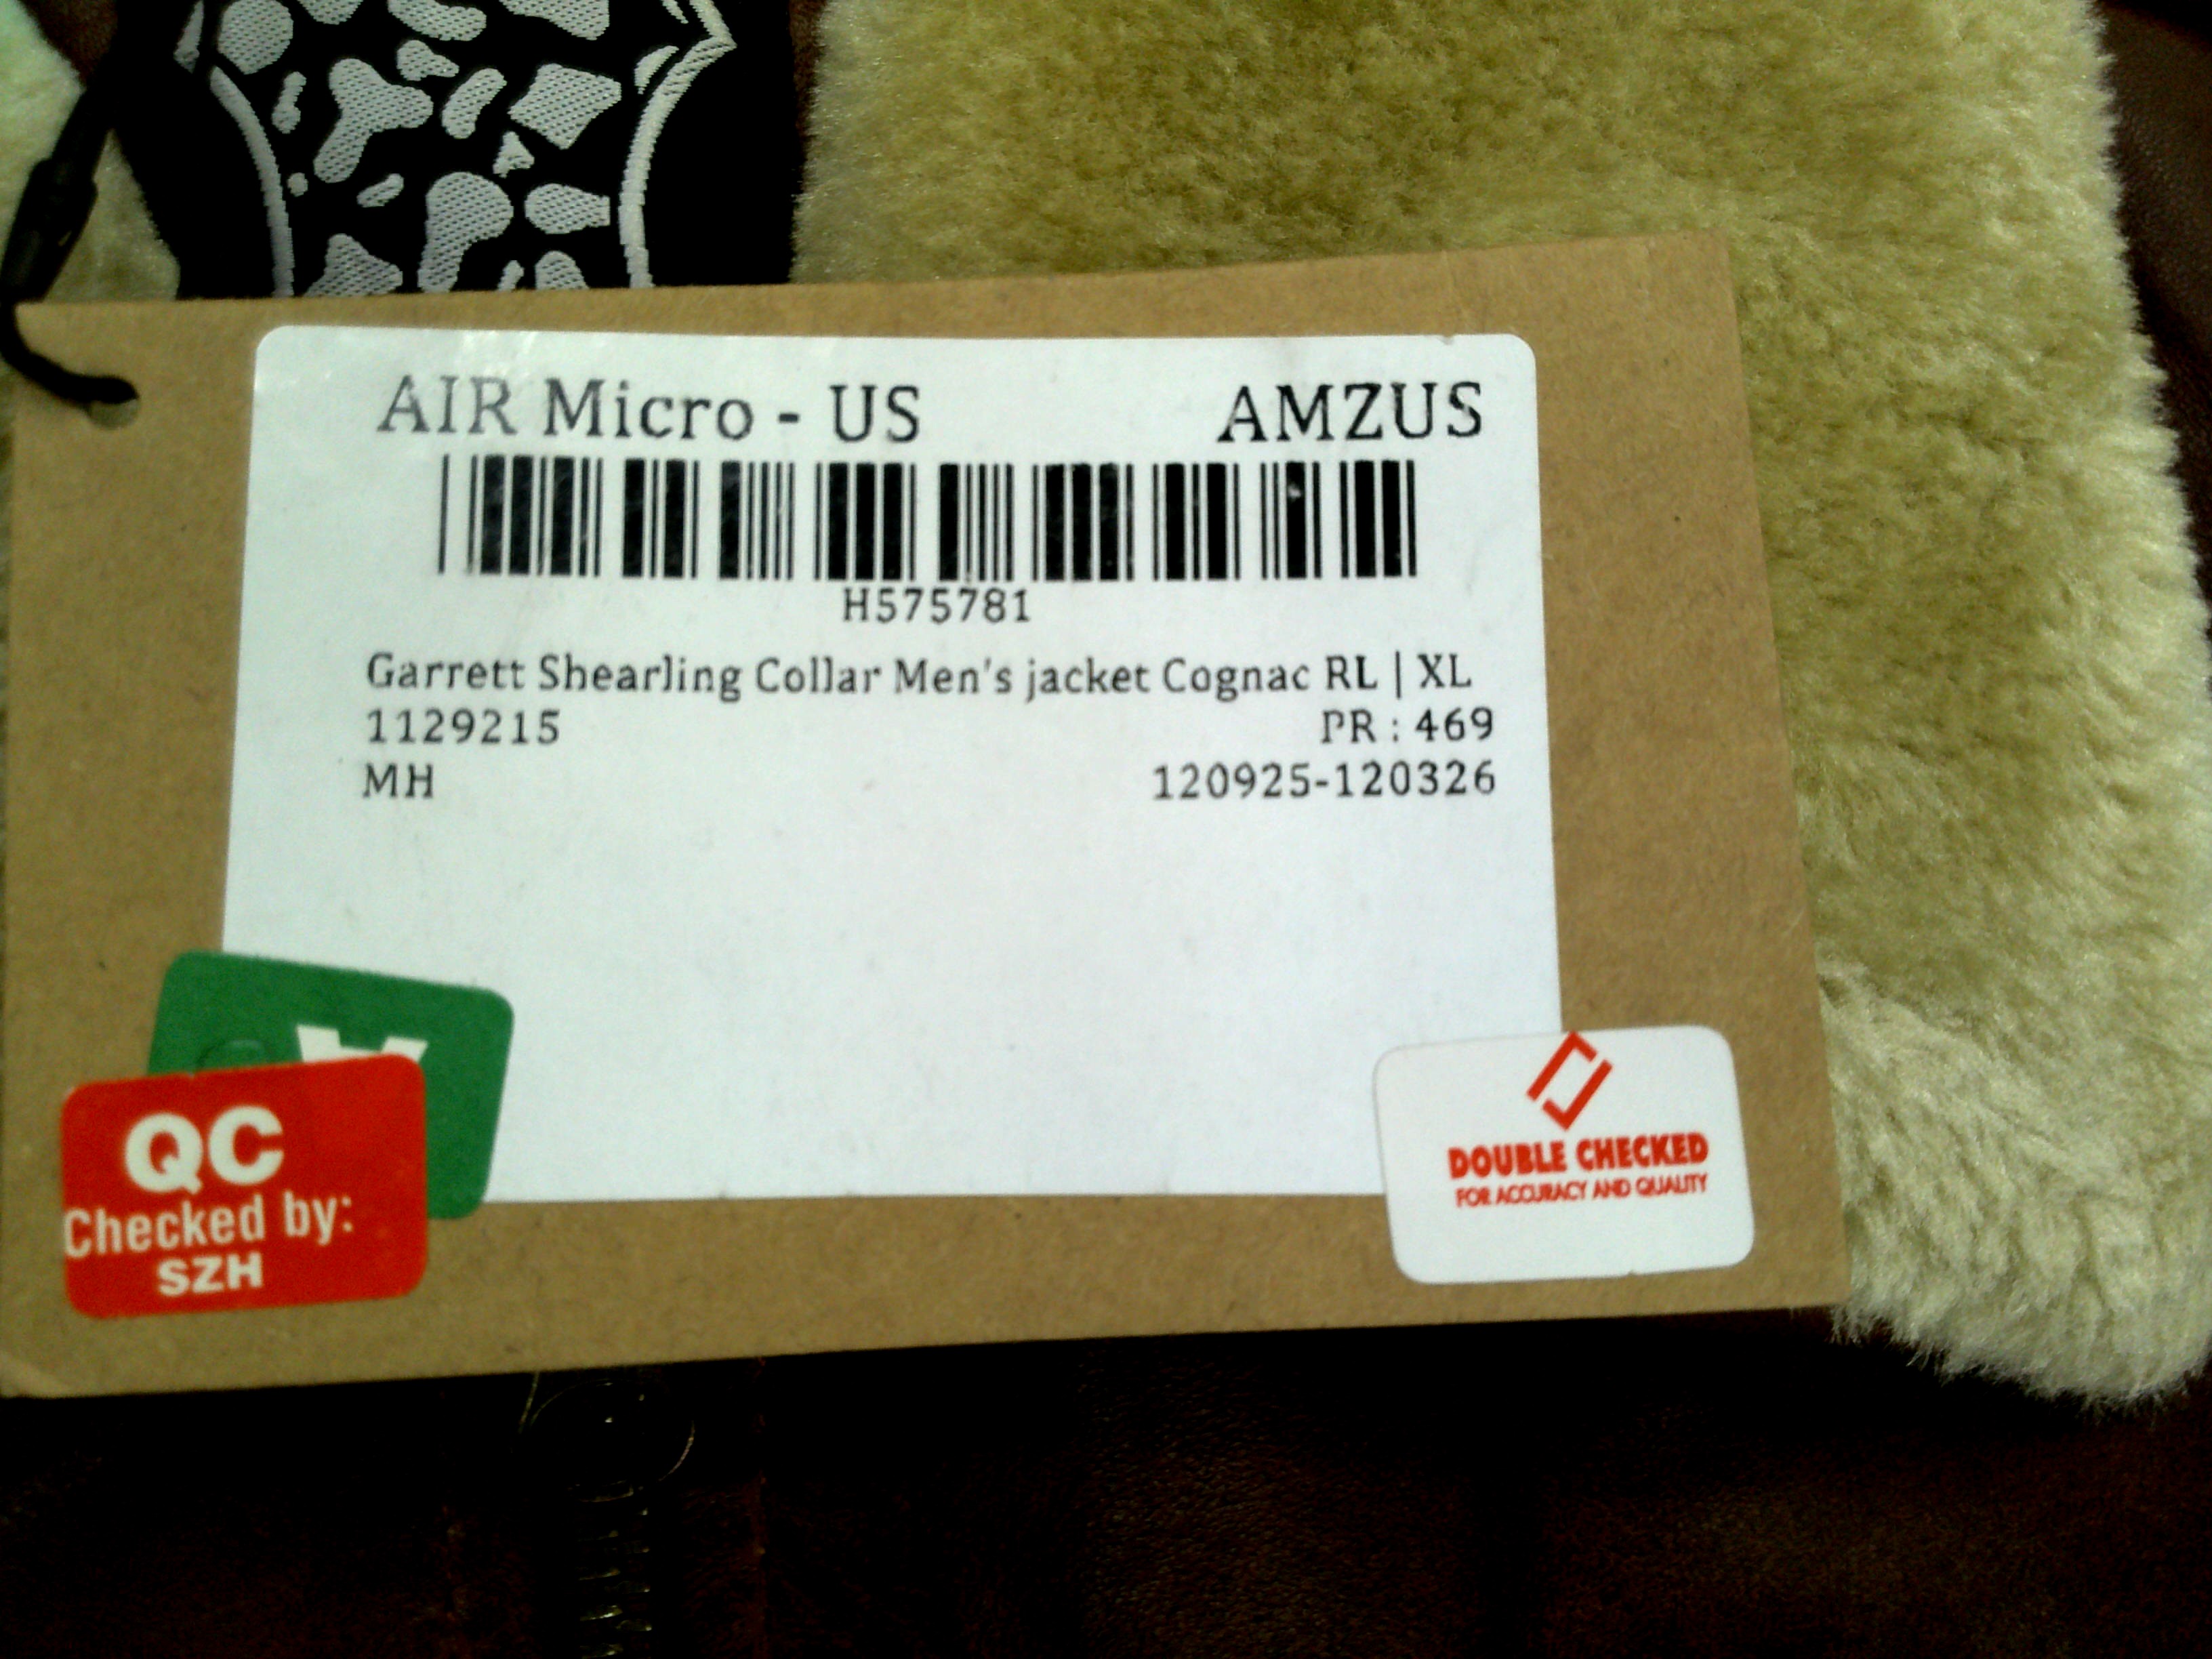 AIR Micro - US AMZUS
H575781
Garrett Shearling Collar Men's jacket Cognac RL | XL
1129215 PR : 469
MH 120925-120326
QC
Checked by:
SZH
DOUBLE CHECKED
FOR ACCURACY AND QUALITY